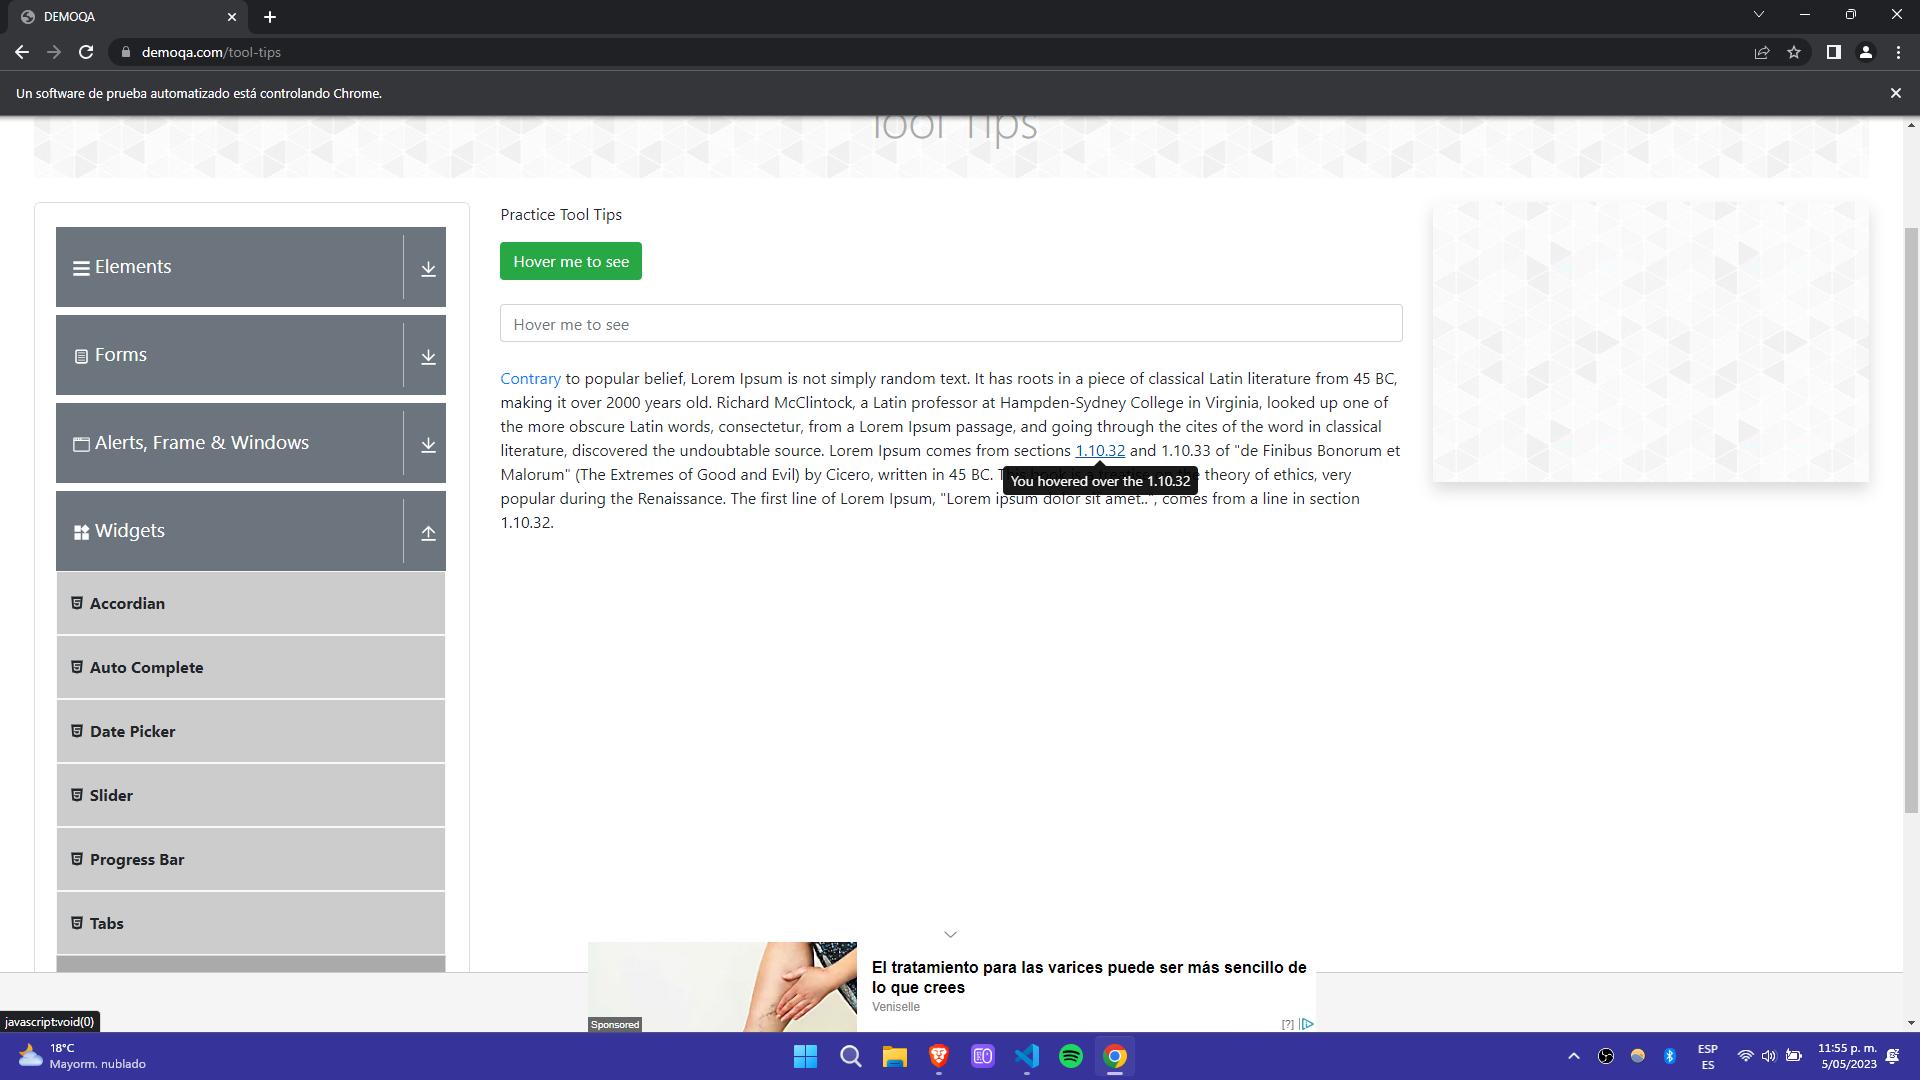 DEMOQA
demoqa.com/tool-tips
Un software de prueba automatizado está controlando Chrome.
Tool Tips
Elements
Forms
Alerts, Frame & Windows
Widgets
Accordian
Auto Complete
Date Picker
Slider
Progress Bar
Tabs
Practice Tool Tips
Hover me to see
Hover me to see
Contrary to popular belief, Lorem Ipsum is not simply random text. It has roots in a piece of classical Latin literature from 45 BC,
making it over 2000 years old. Richard McClintock, a Latin professor at Hampden-Sydney College in Virginia, looked up one of
the more obscure Latin words, consectetur, from a Lorem Ipsum passage, and going through the cites of the word in classical
literature, discovered the undoubtable source. Lorem Ipsum comes from sections 1.10.32 and 1.10.33 of "de Finibus Bonorum et
Malorum" (The Extremes of Good and Evil) by Cicero, written in 45 BC. This book is a treatise on the theory of ethics, very
You hovered over the 1.10.32
popular during the Renaissance. The first line of Lorem Ipsum, "Lorem ipsum dolor sit amet..", comes from a line in section
1.10.32.
El tratamiento para las varices puede ser más sencillo de
lo que crees
Veniselle
Sponsored
[?]
javascript:void(0)
18°C
Mayorm. nublado
ESP
ES
11:55 p. m.
5/05/2023